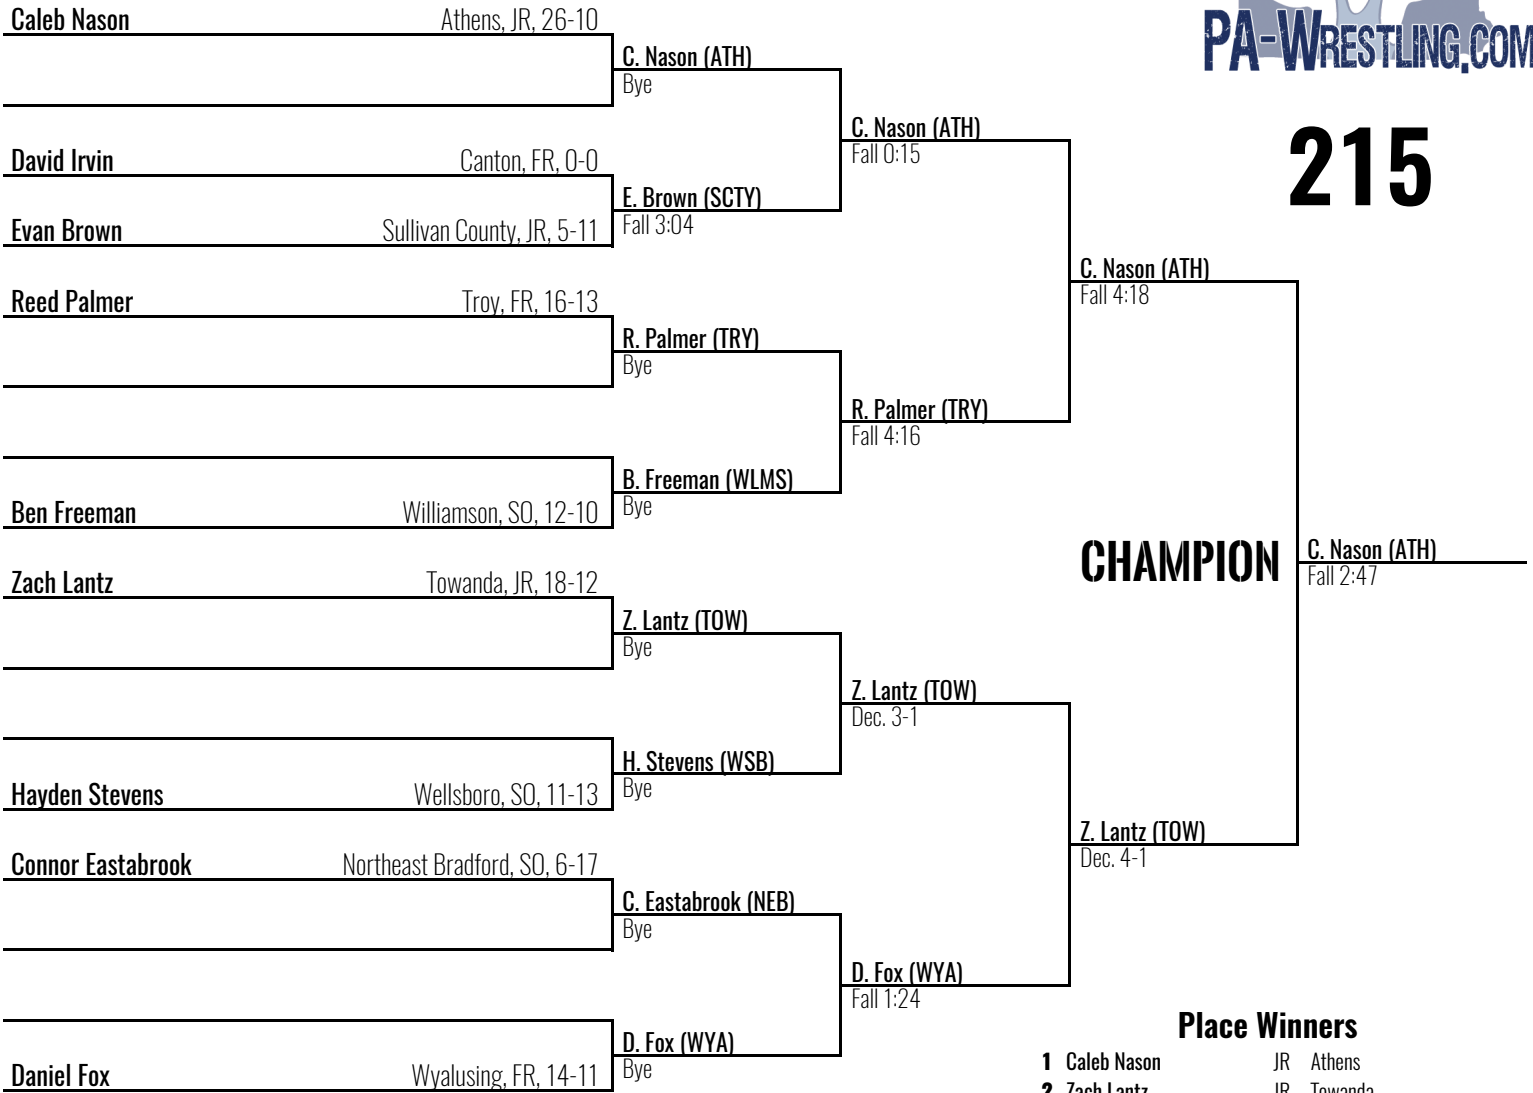 PA-WRESTLING.COM
215
Caleb Nason Athens, JR, 26-10
C. Nason (ATH)
Bye
C. Nason (ATH)
Fall 0:15
David Irvin Canton, FR, 0-0
E. Brown (SCTY)
Fall 3:04
Evan Brown Sullivan County, JR, 5-11
C. Nason (ATH)
Fall 4:18
Reed Palmer Troy, FR, 16-13
R. Palmer (TRY)
Bye
R. Palmer (TRY)
Fall 4:16
B. Freeman (WLMS)
Bye
Ben Freeman Williamson, SO, 12-10
CHAMPION
C. Nason (ATH)
Fall 2:47
Zach Lantz Towanda, JR, 18-12
Z. Lantz (TOW)
Bye
Z. Lantz (TOW)
Dec. 3-1
H. Stevens (WSB)
Bye
Hayden Stevens Wellsboro, SO, 11-13
Z. Lantz (TOW)
Dec. 4-1
Connor Eastabrook Northeast Bradford, SO, 6-17
C. Eastabrook (NEB)
Bye
D. Fox (WYA)
Fall 1:24
D. Fox (WYA)
Bye
Daniel Fox Wyalusing, FR, 14-11
Place Winners
1 Caleb Nason JR Athens
2 Zach Lantz JR Towanda